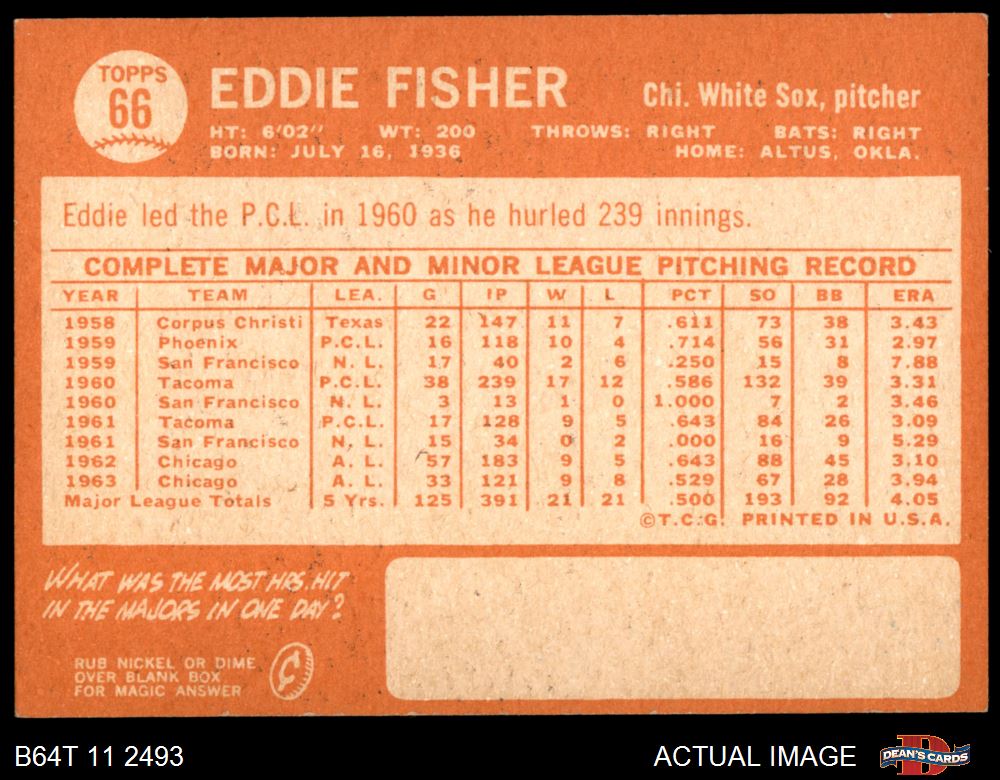 TOPPS
66
EDDIE FISHER
Chi. White Sox, pitcher
HT: 6'02" WT: 200 THROWS: RIGHT BATS: RIGHT
BORN: JULY 16, 1936 HOME: ALTUS, OKLA.
Eddie led the P.C.L. in 1960 as he hurled 239 innings.
COMPLETE MAJOR AND MINOR LEAGUE PITCHING RECORD
YEAR TEAM LEA. G IP W L PCT SO BB ERA
1958 Corpus Christi Texas 22 147 11 7 .611 73 38 3.43
1959 Phoenix P.C.L. 16 118 10 4 .714 56 31 2.97
1959 San Francisco N. L. 17 40 2 6 .250 15 8 7.88
1960 Tacoma P.C.L. 38 239 17 12 .586 132 39 3.31
1960 San Francisco N. L. 3 13 1 0 1.000 7 2 3.46
1961 Tacoma P.C.L. 17 128 9 5 .643 84 26 3.09
1961 San Francisco N. L. 15 34 0 2 .000 16 9 5.29
1962 Chicago A. L. 57 183 9 5 .643 88 45 3.10
1963 Chicago A. L. 33 121 9 8 .529 67 28 3.94
Major League Totals 5 Yrs. 125 391 21 21 .500 193 92 4.05
©T.C.G. PRINTED IN U.S.A.
WHAT WAS THE MOST HRS. HIT
IN THE MAJORS IN ONE DAY?
RUB NICKEL OR DIME
OVER BLANK BOX
FOR MAGIC ANSWER
B64T 11 2493
ACTUAL IMAGE
DEAN'S CARDS